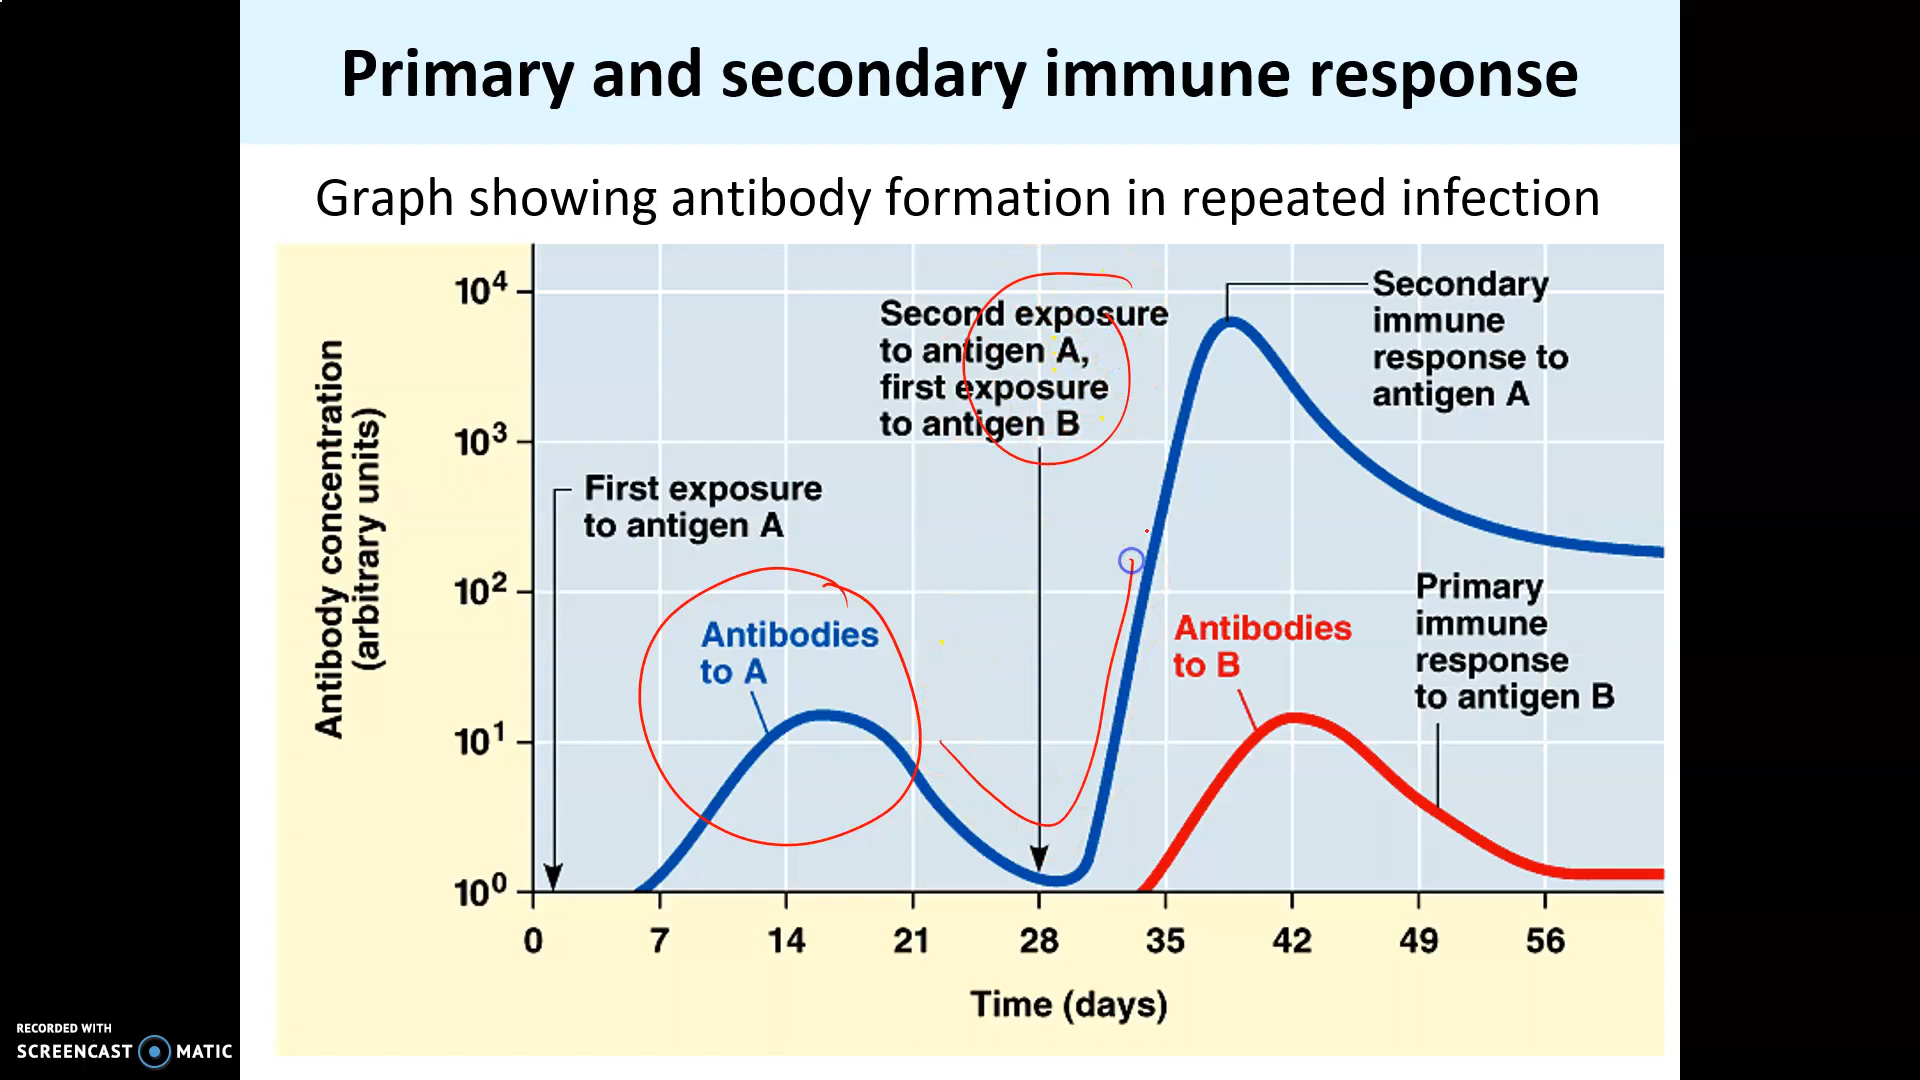 Primary and secondary immune response
Graph showing antibody formation in repeated infection
Antibody concentration
(arbitrary units)
10⁴
10³
10²
10¹
10⁰
First exposure
to antigen A
Second exposure
to antigen A,
first exposure
to antigen B
Secondary
immune
response to
antigen A
Antibodies
to A
Antibodies
to B
Primary
immune
response
to antigen B
0 7 14 21 28 35 42 49 56
Time (days)
RECORDED WITH
SCREENCAST MATIC